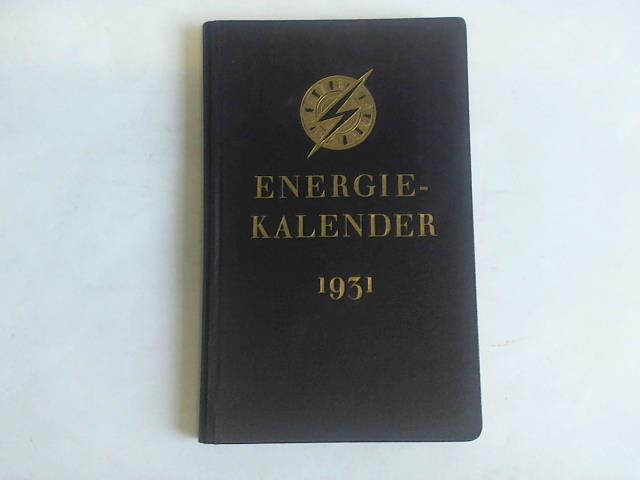 ENERGIE-
KALENDER
1931